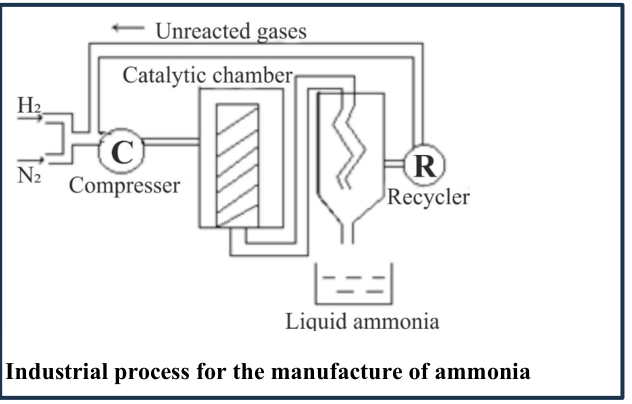 Unreacted gases
Catalytic chamber
H₂
N₂
C
Compresser
R
Recycler
Liquid ammonia
Industrial process for the manufacture of ammonia